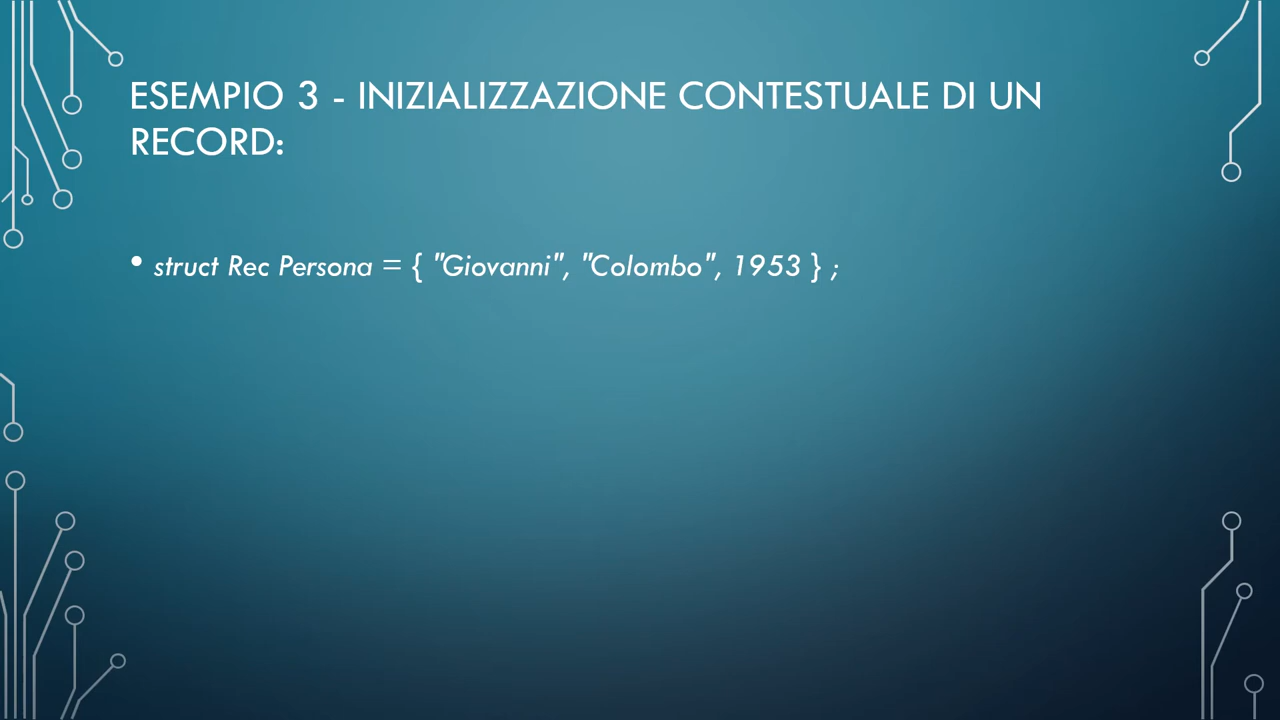 ESEMPIO 3 - INIZIALIZZAZIONE CONTESTUALE DI UN
RECORD:
• struct Rec Persona = { "Giovanni", "Colombo", 1953 } ;